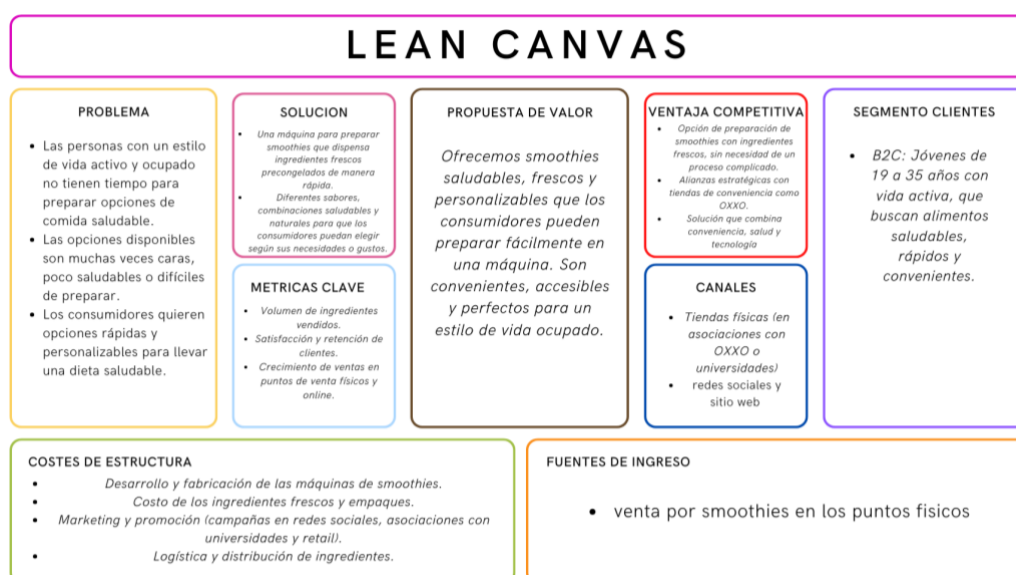 LEAN CANVAS
PROBLEMA
• Las personas con un estilo
de vida activo y ocupado
no tienen tiempo para
preparar opciones de
comida saludable.
• Las opciones disponibles
son muchas veces caras,
poco saludables o difíciles
de preparar.
• Los consumidores quieren
opciones rápidas y
personalizables para llevar
una dieta saludable.
SOLUCION
• Una máquina para preparar
smoothies que dispensa
ingredientes frescos
precongelados de manera
rápida.
• Diferentes sabores,
combinaciones saludables y
naturales para que los
consumidores puedan elegir
según sus necesidades o gustos.
METRICAS CLAVE
• Volumen de ingredientes
vendidos.
• Satisfacción y retención de
clientes.
• Crecimiento de ventas en
puntos de venta físicos y
online.
PROPUESTA DE VALOR
Ofrecemos smoothies
saludables, frescos y
personalizables que los
consumidores pueden
preparar fácilmente en
una máquina. Son
convenientes, accesibles
y perfectos para un
estilo de vida ocupado.
VENTAJA COMPETITIVA
• Opción de preparación de
smoothies con ingredientes
frescos, sin necesidad de un
proceso complicado.
• Alianzas estratégicas con
tiendas de conveniencia como
OXXO.
• Solución que combina
conveniencia, salud y
tecnología
CANALES
• Tiendas físicas (en
asociaciones con
OXXO o
universidades)
• redes sociales y
sitio web
SEGMENTO CLIENTES
• B2C: Jóvenes de
19 a 35 años con
vida activa, que
buscan alimentos
saludables,
rápidos y
convenientes.
COSTES DE ESTRUCTURA
• Desarrollo y fabricación de las máquinas de smoothies.
• Costo de los ingredientes frescos y empaques.
• Marketing y promoción (campañas en redes sociales, asociaciones con
universidades y retail).
• Logística y distribución de ingredientes.
FUENTES DE INGRESO
• venta por smoothies en los puntos fisicos